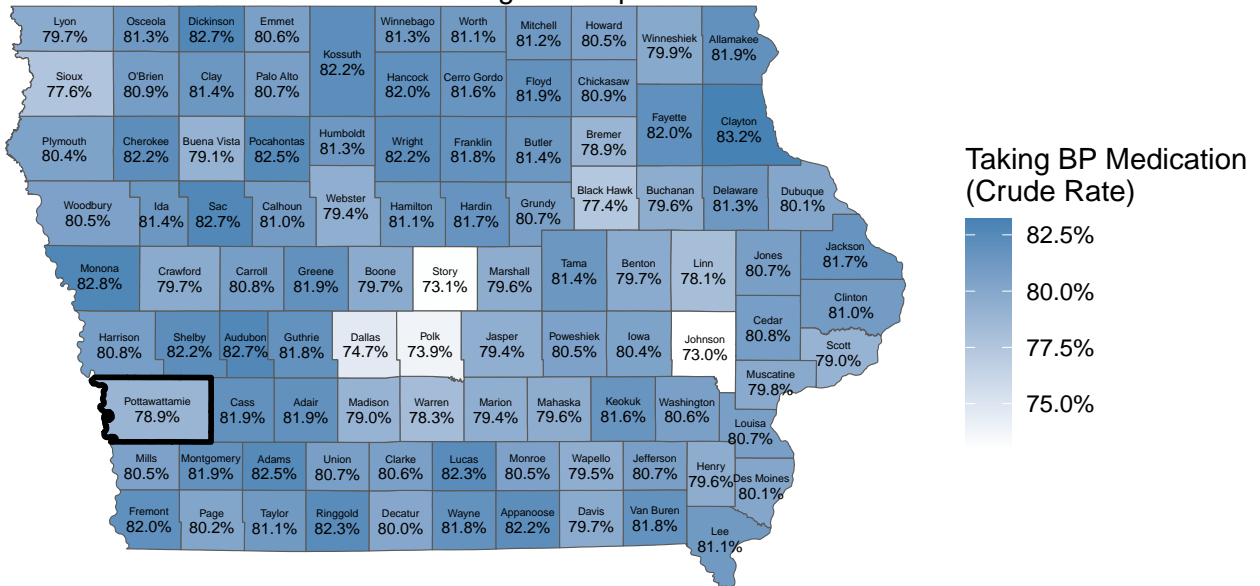 Lyon
79.7%
Osceola
81.3%
Dickinson
82.7%
Emmet
80.6%
Kossuth
82.2%
Winnebago
81.3%
Worth
81.1%
Mitchell
81.2%
Howard
80.5%
Winneshiek
79.9%
Allamakee
81.9%
Sioux
77.6%
O'Brien
80.9%
Clay
81.4%
Palo Alto
80.7%
Hancock
82.0%
Cerro Gordo
81.6%
Floyd
81.9%
Chickasaw
80.9%
Fayette
82.0%
Clayton
83.2%
Plymouth
80.4%
Cherokee
82.2%
Buena Vista
79.1%
Pocahontas
82.5%
Humboldt
81.3%
Wright
82.2%
Franklin
81.8%
Butler
81.4%
Bremer
78.9%
Woodbury
80.5%
Ida
81.4%
Sac
82.7%
Calhoun
81.0%
Webster
79.4%
Hamilton
81.1%
Hardin
81.7%
Grundy
80.7%
Black Hawk
77.4%
Buchanan
79.6%
Delaware
81.3%
Dubuque
80.1%
Monona
82.8%
Crawford
79.7%
Carroll
80.8%
Greene
81.9%
Boone
79.7%
Story
73.1%
Marshall
79.6%
Tama
81.4%
Benton
79.7%
Linn
78.1%
Jones
80.7%
Jackson
81.7%
Clinton
81.0%
Harrison
80.8%
Shelby
82.2%
Audubon
82.7%
Guthrie
81.8%
Dallas
74.7%
Polk
73.9%
Jasper
79.4%
Poweshiek
80.5%
Iowa
80.4%
Johnson
73.0%
Cedar
80.8%
Scott
79.0%
Muscatine
79.8%
Pottawattamie
78.9%
Cass
81.9%
Adair
81.9%
Madison
79.0%
Warren
78.3%
Marion
79.4%
Mahaska
79.6%
Keokuk
81.6%
Washington
80.6%
Louisa
80.7%
Mills
80.5%
Montgomery
81.9%
Adams
82.5%
Union
80.7%
Clarke
80.6%
Lucas
82.3%
Monroe
80.5%
Wapello
79.5%
Jefferson
80.7%
Henry
79.6%
Des Moines
80.1%
Fremont
82.0%
Page
80.2%
Taylor
81.1%
Ringgold
82.3%
Decatur
80.0%
Wayne
81.8%
Appanoose
82.2%
Davis
79.7%
Van Buren
81.8%
Lee
81.1%
Taking BP Medication
(Crude Rate)
82.5%
80.0%
77.5%
75.0%